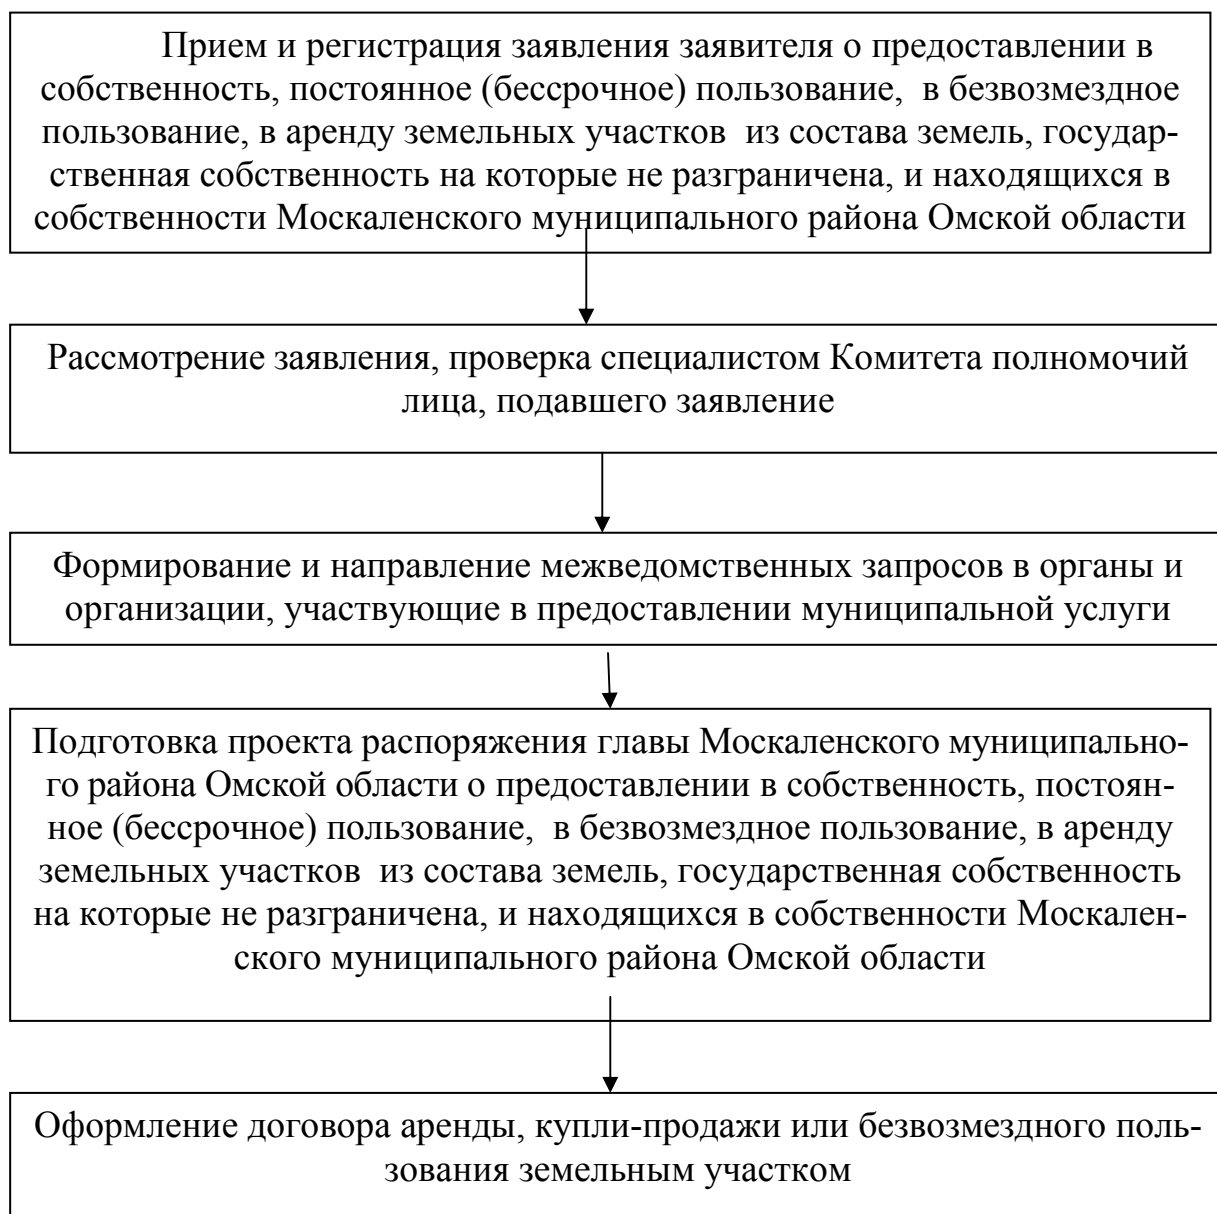 Прием и регистрация заявления заявителя о предоставлении в
собственность, постоянное (бессрочное) пользование, в безвозмездное
пользование, в аренду земельных участков из состава земель, государ-
ственная собственность на которые не разграничена, и находящихся в
собственности Москаленского муниципального района Омской области
Рассмотрение заявления, проверка специалистом Комитета полномочий
лица, подавшего заявление
Формирование и направление межведомственных запросов в органы и
организации, участвующие в предоставлении муниципальной услуги
Подготовка проекта распоряжения главы Москаленского муниципально-
го района Омской области о предоставлении в собственность, постоян-
ное (бессрочное) пользование, в безвозмездное пользование, в аренду
земельных участков из состава земель, государственная собственность
на которые не разграничена, и находящихся в собственности Москален-
ского муниципального района Омской области
Оформление договора аренды, купли-продажи или безвозмездного поль-
зования земельным участком